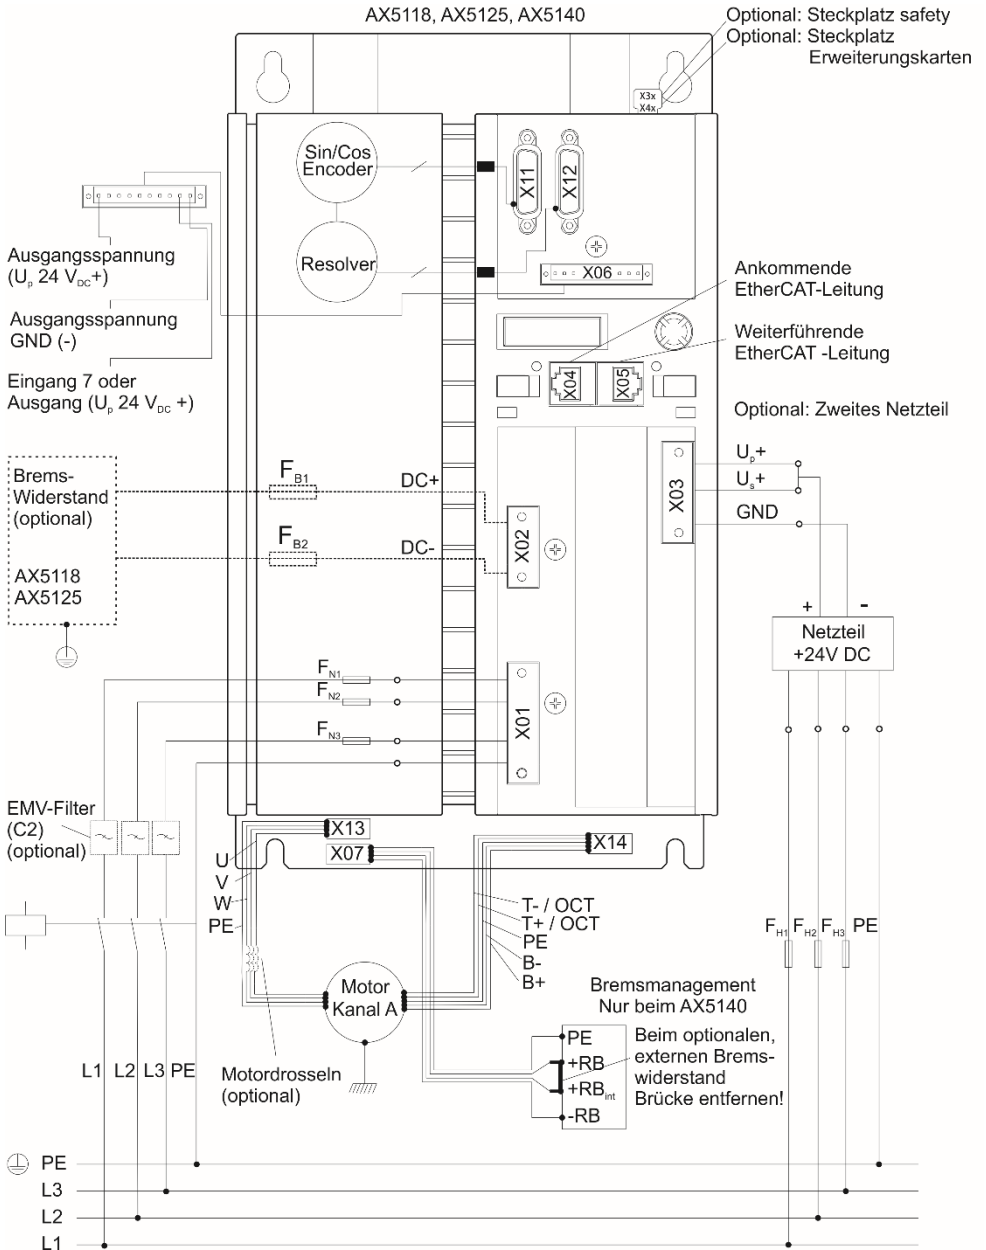 AX5118, AX5125, AX5140
Optional: Steckplatz safety
Optional: Steckplatz
Erweiterungskarten
X3x
X4x
Sin/Cos
Encoder
X11
X12
Resolver
X06
Ausgangsspannung
(Up 24 VDC+)
Ausgangsspannung
GND (-)
Eingang 7 oder
Ausgang (Up 24 VDC +)
Ankommende
EtherCAT-Leitung
Weiterführende
EtherCAT -Leitung
X04
X05
Optional: Zweites Netzteil
Up+
Us+
GND
X03
Brems-
Widerstand
(optional)
AX5118
AX5125
FB1
DC+
FB2
DC-
X02
+ -
Netzteil
+24V DC
FN1
FN2
FN3
X01
EMV-Filter
(C2)
(optional)
X13
X07
X14
U
V
W
PE
T- / OCT
T+ / OCT
PE
B-
B+
FH1 FH2 FH3 PE
Motor
Kanal A
Bremsmanagement
Nur beim AX5140
PE
+RB
+RBint
-RB
Beim optionalen,
externen Brems-
widerstand
Brücke entfernen!
L1 L2 L3 PE
Motordrosseln
(optional)
PE
L3
L2
L1